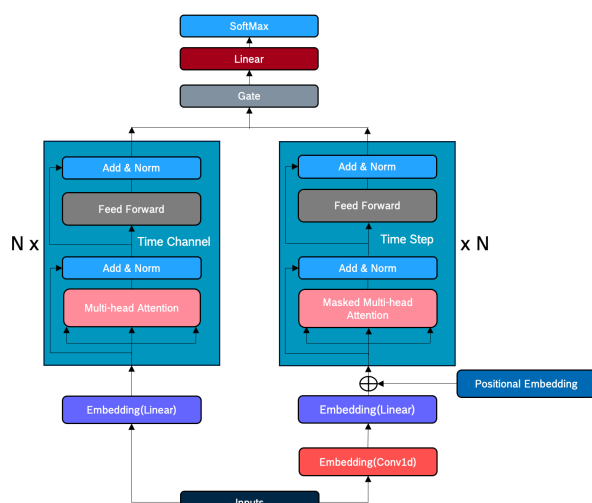 SoftMax
Linear
Gate
Add & Norm
Feed Forward
Time Channel
N x
Add & Norm
Multi-head Attention
Embedding(Linear)
Add & Norm
Feed Forward
Time Step
x N
Add & Norm
Masked Multi-head
Attention
Positional Embedding
Embedding(Linear)
Embedding(Conv1d)
Inputs